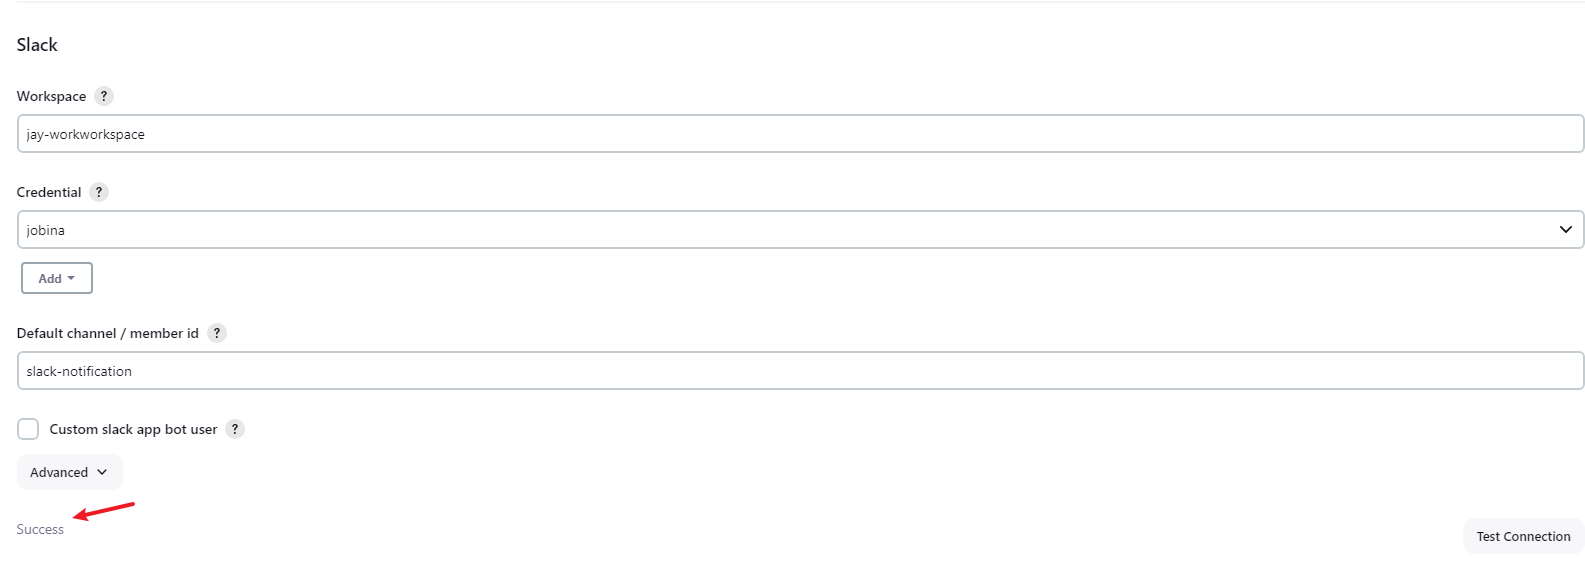 Slack
Workspace ?
jay-workworkspace
Credential ?
jobina
Add
Default channel / member id ?
slack-notification
Custom slack app bot user ?
Advanced
Success
Test Connection